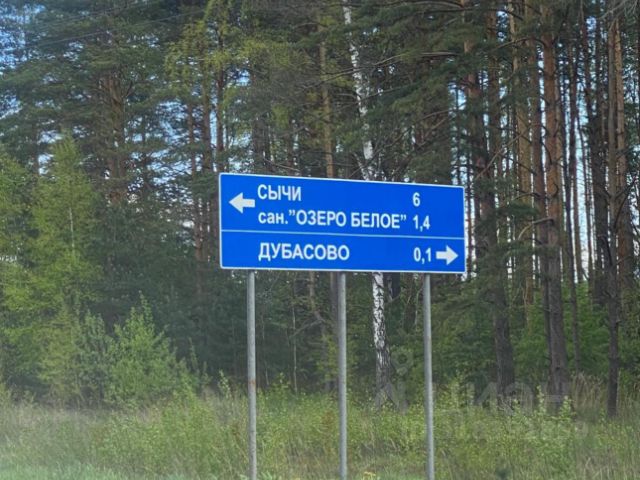 СЫЧИ 6
сан."ОЗЕРО БЕЛОЕ" 1,4
ДУБАСОВО 0,1